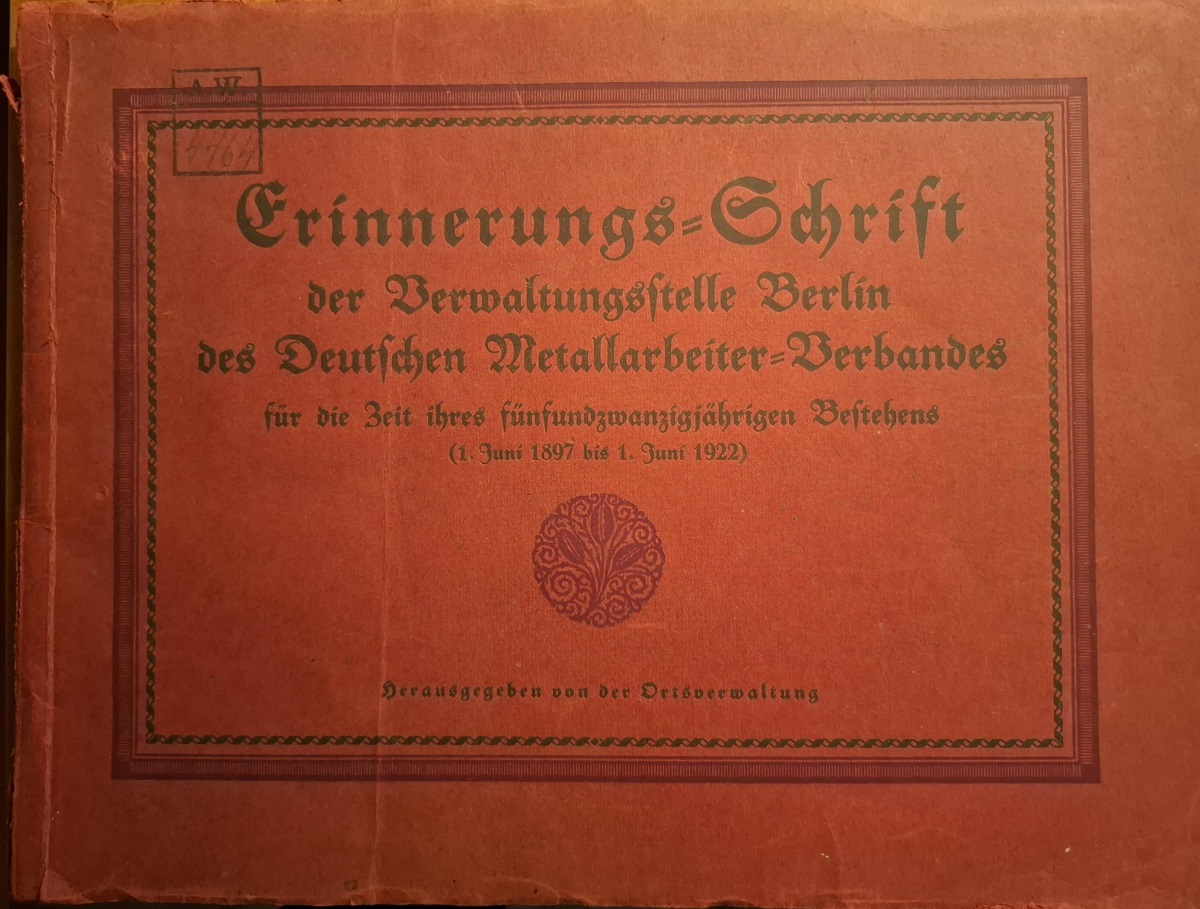 A.W.
4464
Erinnerungs=Schrift
der Verwaltungsstelle Berlin
des Deutschen Metallarbeiter=Verbandes
für die Zeit ihres fünfundzwanzigjährigen Bestehens
(1. Juni 1897 bis 1. Juni 1922)
Herausgegeben von der Ortsverwaltung